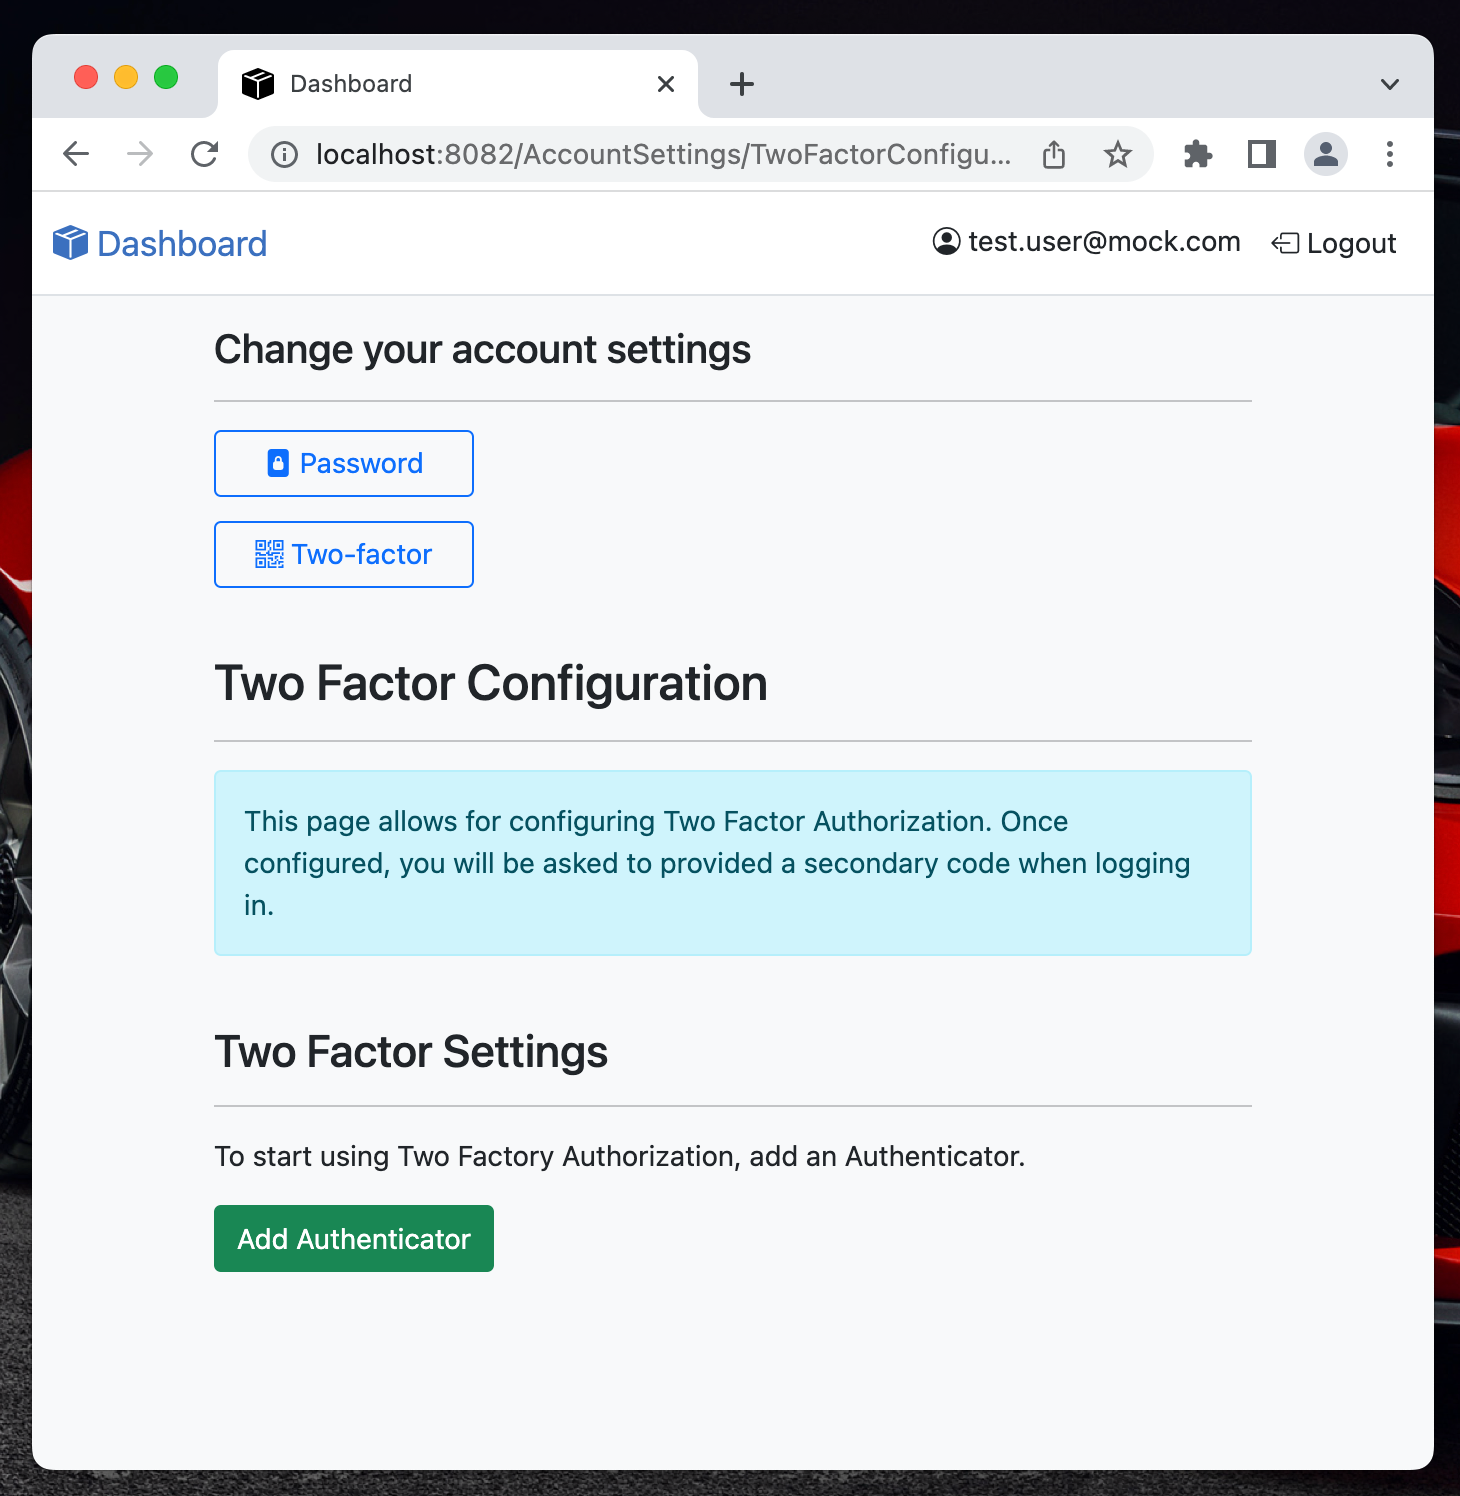 Dashboard
localhost:8082/AccountSettings/TwoFactorConfigu...
Dashboard
test.user@mock.com
Logout
Change your account settings
Password
Two-factor
Two Factor Configuration
This page allows for configuring Two Factor Authorization. Once
configured, you will be asked to provided a secondary code when logging
in.
Two Factor Settings
To start using Two Factory Authorization, add an Authenticator.
Add Authenticator